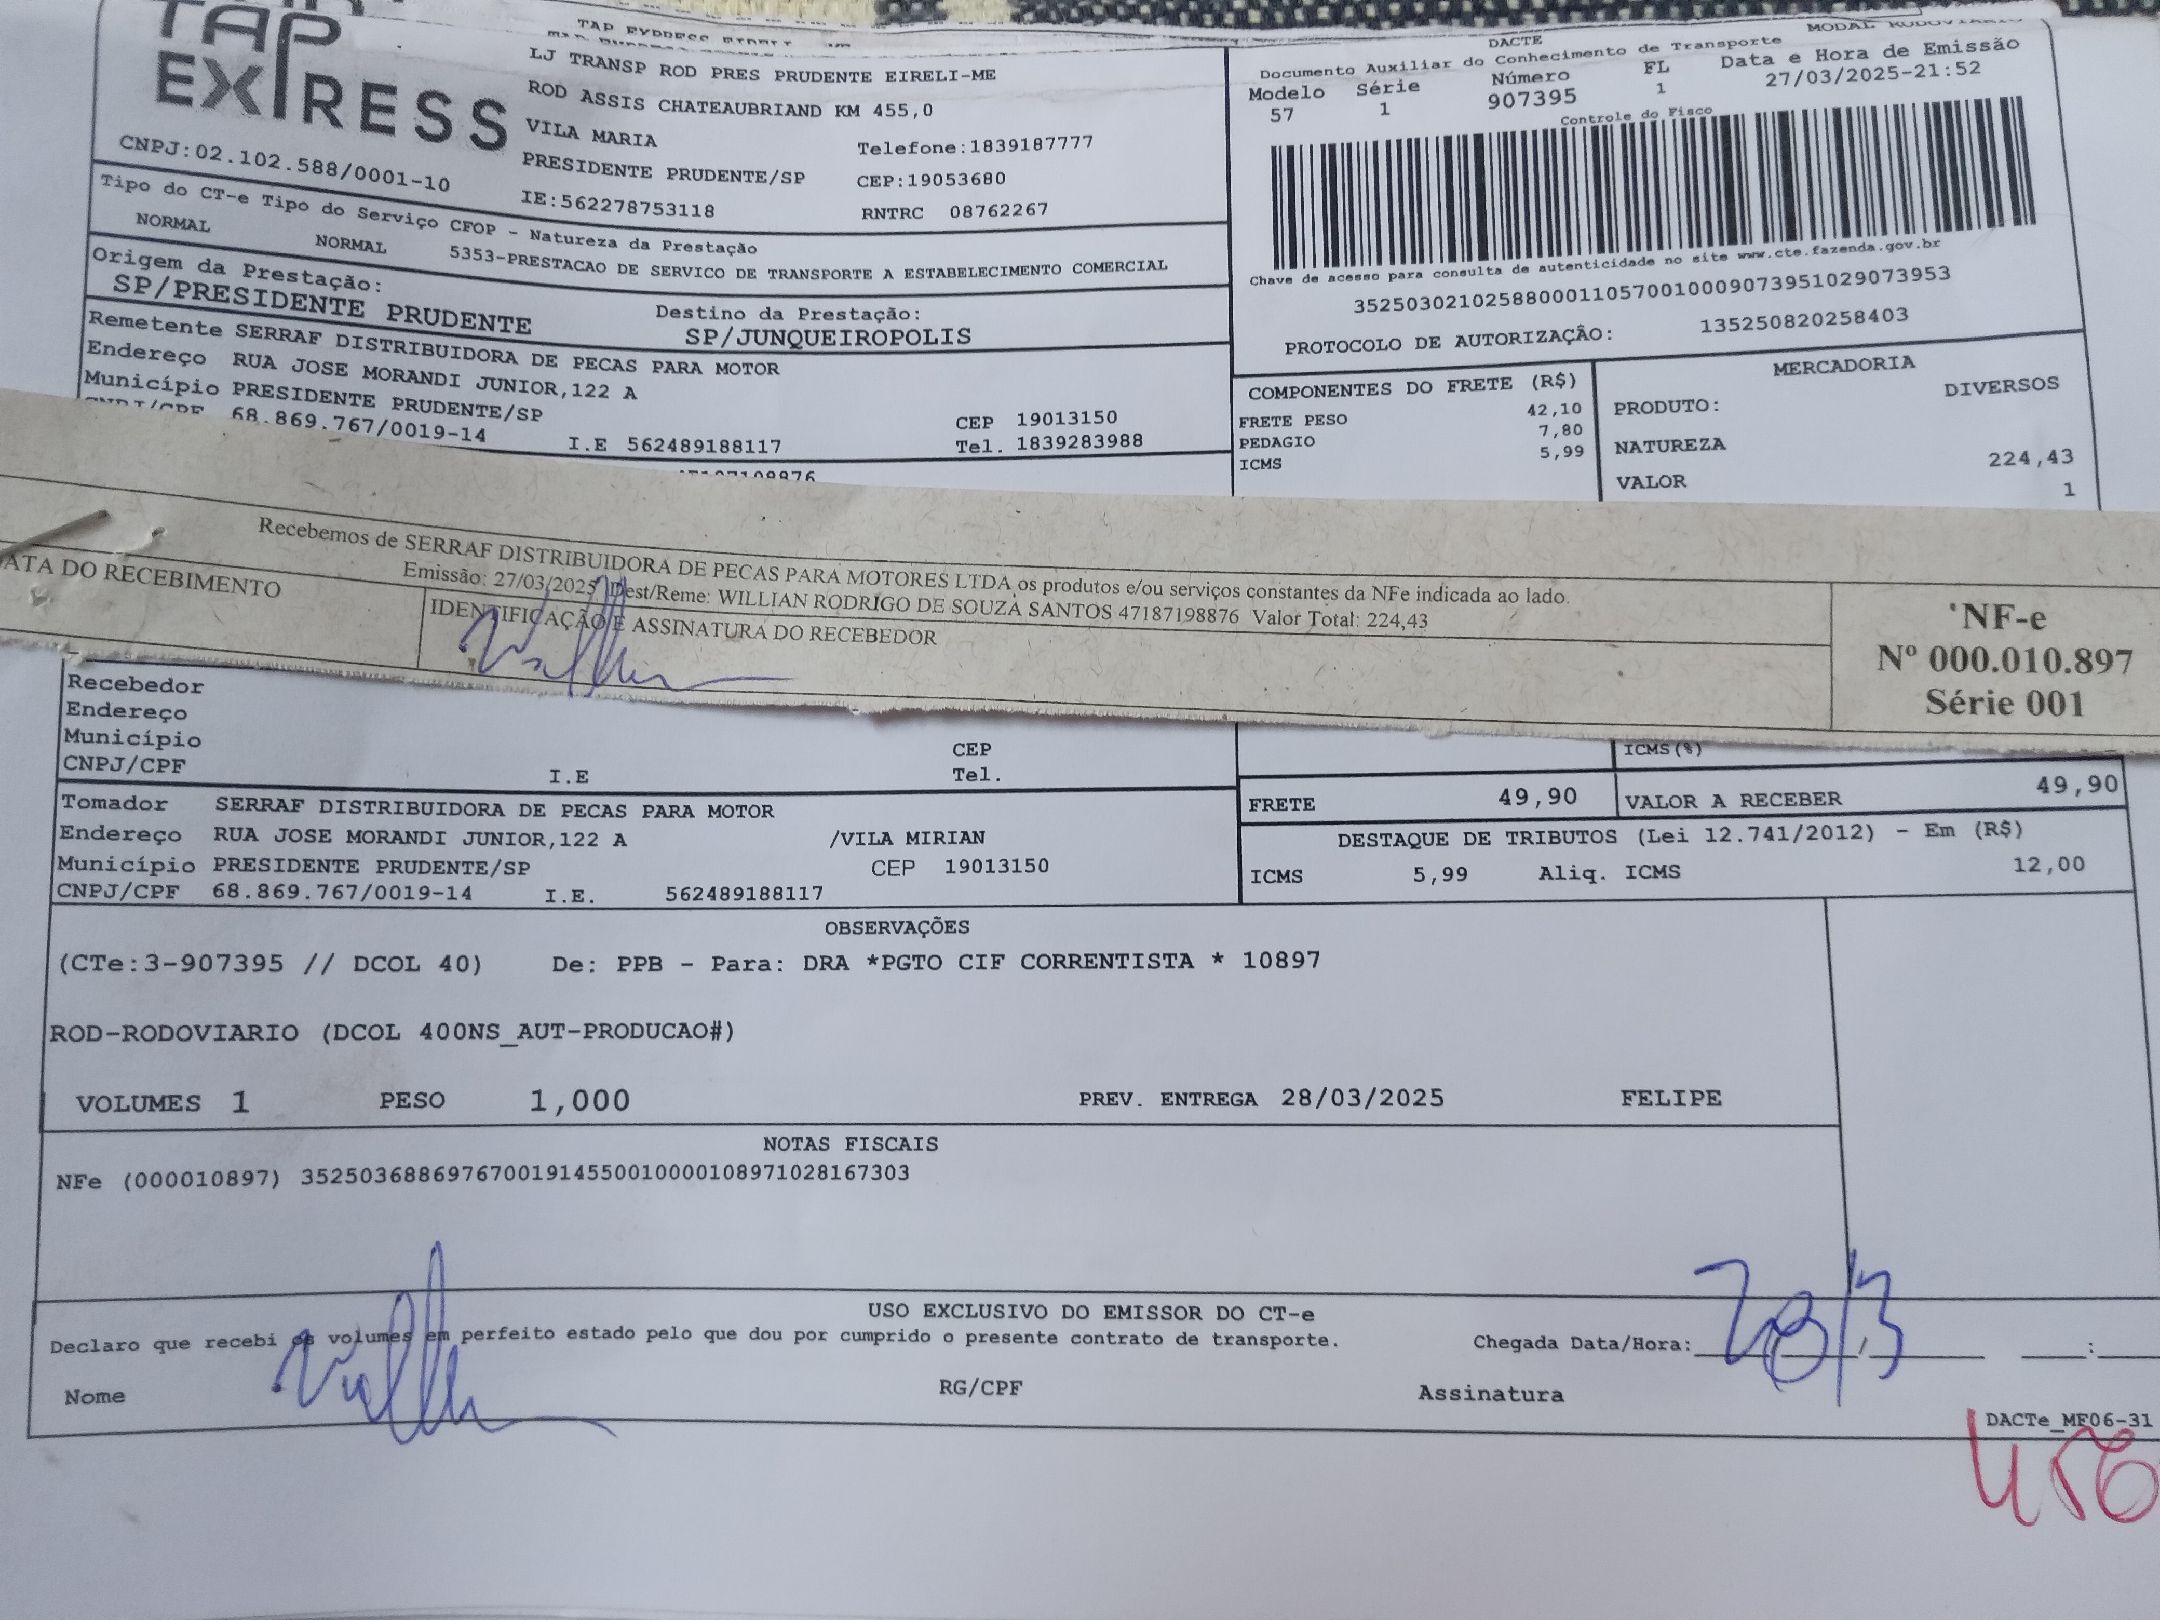 TAP
EXPRESS
CNPJ:02.102.588/0001-10
LJ TRANSP ROD PRES PRUDENTE EIRELI-ME
ROD ASSIS CHATEAUBRIAND KM 455,0
VILA MARIA
Telefone:1839187777
PRESIDENTE PRUDENTE/SP
CEP:19053680
IE:562278753118
RNTRC 08762267
DACTE
MODAL RODOVIARIO
Documento Auxiliar do Conhecimento de Transporte
Modelo Série Número FL Data e Hora de Emissão
57 1 907395 1 27/03/2025-21:52
Controle do Fisco
Chave de acesso para consulta de autenticidade no site www.cte.fazenda.gov.br
35250302102588000110570010009073951029073953
PROTOCOLO DE AUTORIZAÇÃO: 135250820258403
Tipo do CT-e Tipo do Serviço CFOP - Natureza da Prestação
NORMAL NORMAL 5353-PRESTACAO DE SERVICO DE TRANSPORTE A ESTABELECIMENTO COMERCIAL
Origem da Prestação:
SP/PRESIDENTE PRUDENTE
Destino da Prestação:
SP/JUNQUEIROPOLIS
Remetente SERRAF DISTRIBUIDORA DE PECAS PARA MOTOR
Endereço RUA JOSE MORANDI JUNIOR,122 A
Município PRESIDENTE PRUDENTE/SP
CEP 19013150
CNPJ/CPF 68.869.767/0019-14 I.E 562489188117 Tel. 1839283988
COMPONENTES DO FRETE (R$)
FRETE PESO 42,10
PEDAGIO 7,80
ICMS 5,99
MERCADORIA
PRODUTO: DIVERSOS
NATUREZA
VALOR 224,43
1
Recebemos de SERRAF DISTRIBUIDORA DE PECAS PARA MOTORES LTDA os produtos e/ou serviços constantes da NFe indicada ao lado.
Emissão: 27/03/2025 Dest/Reme: WILLIAN RODRIGO DE SOUZA SANTOS 47187198876 Valor Total: 224,43
ATA DO RECEBIMENTO
IDENTIFICAÇÃO E ASSINATURA DO RECEBEDOR
NF-e
Nº 000.010.897
Série 001
Recebedor
Endereço
Município
CEP
CNPJ/CPF I.E Tel.
ICMS(%)
FRETE 49,90 VALOR A RECEBER 49,90
Tomador SERRAF DISTRIBUIDORA DE PECAS PARA MOTOR
Endereço RUA JOSE MORANDI JUNIOR,122 A /VILA MIRIAN
Município PRESIDENTE PRUDENTE/SP CEP 19013150
CNPJ/CPF 68.869.767/0019-14 I.E. 562489188117
DESTAQUE DE TRIBUTOS (Lei 12.741/2012) - Em (R$)
ICMS 5,99 Aliq. ICMS 12,00
OBSERVAÇÕES
(CTe:3-907395 // DCOL 40) De: PPB - Para: DRA *PGTO CIF CORRENTISTA * 10897
ROD-RODOVIARIO (DCOL 400NS_AUT-PRODUCAO#)
VOLUMES 1 PESO 1,000 PREV. ENTREGA 28/03/2025 FELIPE
NOTAS FISCAIS
NFe (000010897) 35250368869767001914550010000108971028167303
USO EXCLUSIVO DO EMISSOR DO CT-e
Declaro que recebi os volumes em perfeito estado pelo que dou por cumprido o presente contrato de transporte.
Chegada Data/Hora: 28/3 :
Nome RG/CPF Assinatura
DACTe_MF06-31
456